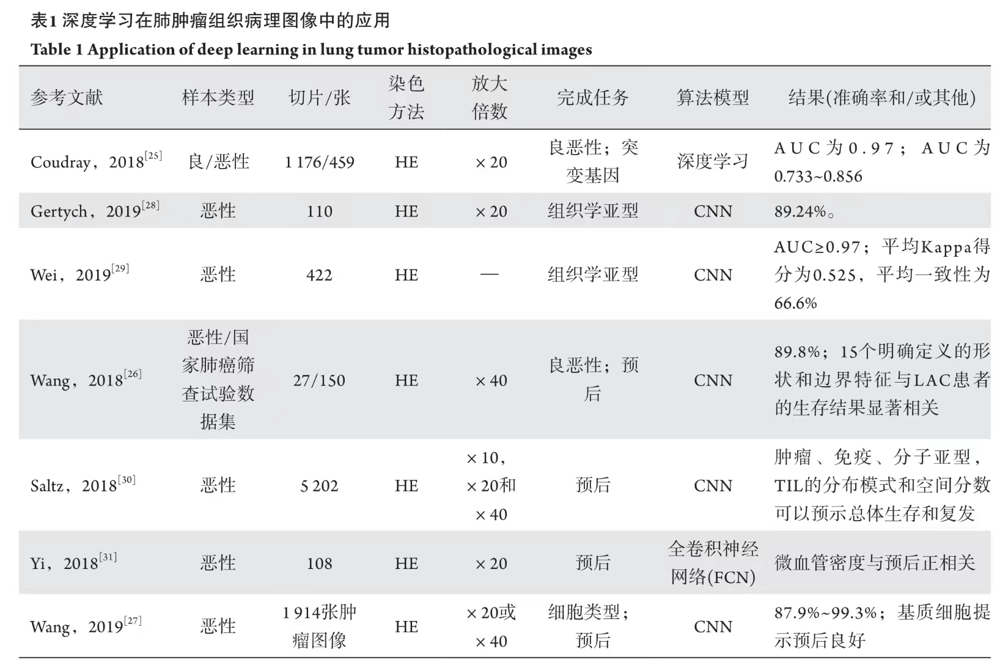 表1 深度学习在肺肿瘤组织病理图像中的应用
Table 1 Application of deep learning in lung tumor histopathological images
参考文献 样本类型 切片/张 染色方法 放大倍数 完成任务 算法模型 结果(准确率和/或其他)
Coudray，2018[25] 良/恶性 1 176/459 HE × 20 良恶性；突变基因 深度学习 AUC为0.97；AUC为0.733~0.856
Gertych，2019[28] 恶性 110 HE × 20 组织学亚型 CNN 89.24%。
Wei，2019[29] 恶性 422 HE — 组织学亚型 CNN AUC≥0.97；平均Kappa得分为0.525，平均一致性为66.6%
Wang，2018[26] 恶性/国家肺癌筛查试验数据集 27/150 HE × 40 良恶性；预后 CNN 89.8%；15个明确定义的形状和边界特征与LAC患者的生存结果显著相关
Saltz，2018[30] 恶性 5 202 HE × 10，× 20和× 40 预后 CNN 肿瘤、免疫、分子亚型，TIL的分布模式和空间分数可以预示总体生存和复发
Yi，2018[31] 恶性 108 HE × 20 预后 全卷积神经网络(FCN) 微血管密度与预后正相关
Wang，2019[27] 恶性 1 914张肿瘤图像 HE × 20或× 40 细胞类型；预后 CNN 87.9%~99.3%；基质细胞提示预后良好